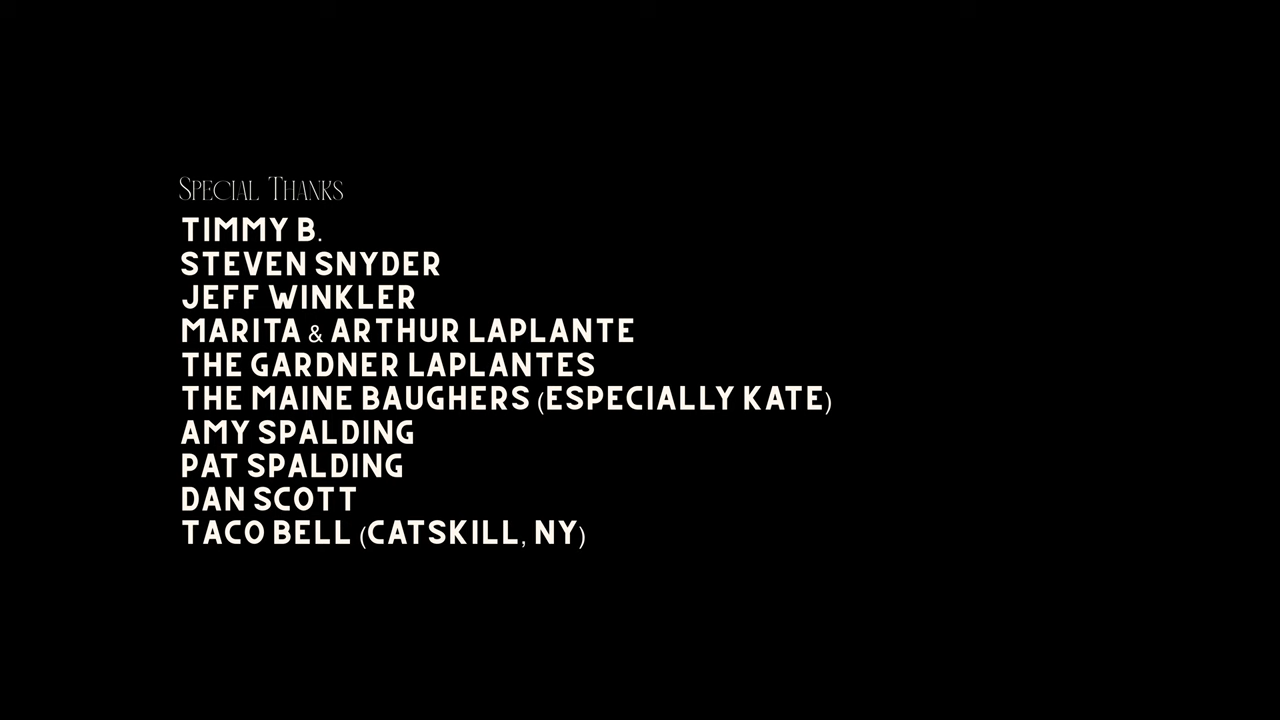 Special Thanks
TIMMY B.
STEVEN SNYDER
JEFF WINKLER
MARITA & ARTHUR LAPLANTE
THE GARDNER LAPLANTES
THE MAINE BAUGHERS (ESPECIALLY KATE)
AMY SPALDING
PAT SPALDING
DAN SCOTT
TACO BELL (CATSKILL, NY)